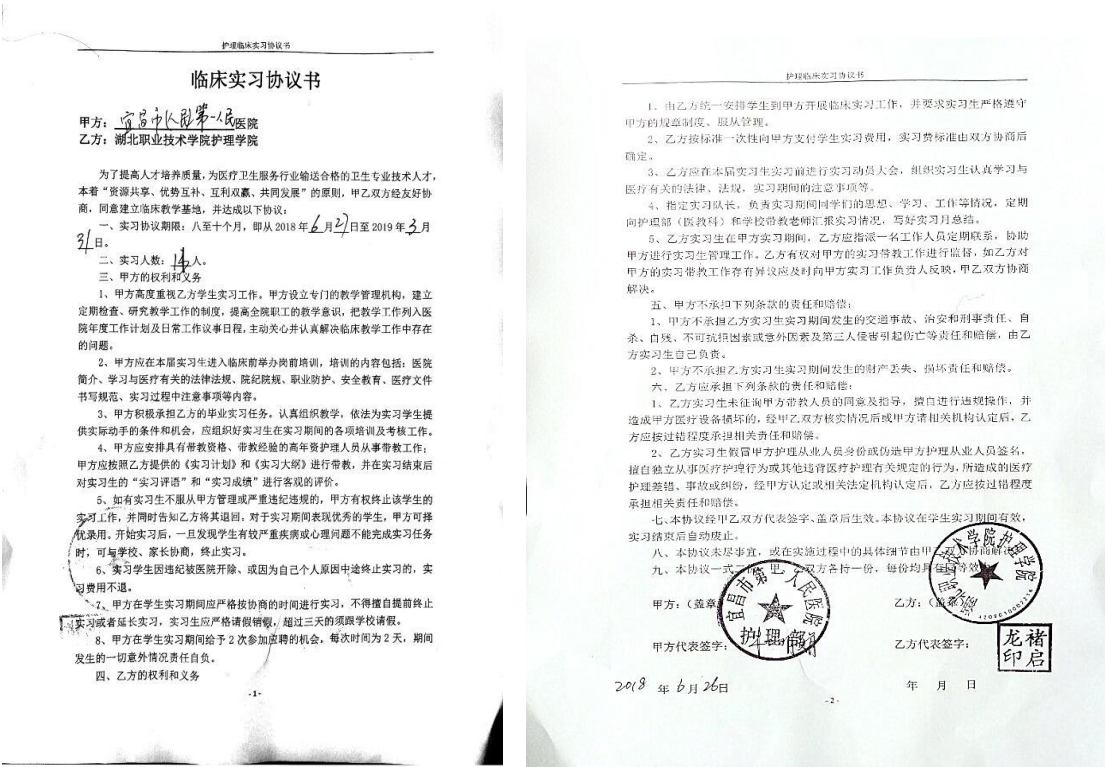 护理临床实习协议书
临床实习协议书
甲方：宜昌市人民第一人民医院
乙方：湖北职业技术学院护理学院
为了提高人才培养质量，为医疗卫生服务行业输送合格的卫生专业技术人才，
本着“资源共享、优势互补、互利双赢、共同发展”的原则，甲乙双方经友好协
商，同意建立临床教学基地，并达成以下协议：
一、实习协议期限：八至十个月，即从 2018 年 6 月 27 日至 2019 年 3 月
31 日。
二、实习人数：14 人。
三、甲方的权利和义务
1、甲方高度重视乙方学生实习工作。甲方设立专门的教学管理机构，建立
定期检查、研究教学工作的制度，提高全院职工的教学意识，把教学工作列入医
院年度工作计划及日常工作议事日程，主动关心并认真解决临床教学工作中存在
的问题。
2、甲方应在本届实习生进入临床前举办岗前培训，培训的内容包括：医院
简介、学习与医疗有关的法律法规、院纪院规、职业防护、安全教育、医疗文件
书写规范、实习过程中注意事项等内容。
3、甲方积极承担乙方的毕业实习任务。认真组织教学，依法为实习学生提
供实际动手的条件和机会，应组织好实习生在实习期间的各项培训及考核工作。
4、甲方应安排具有带教资格、带教经验的高年资护理人员从事带教工作；
甲方应按照乙方提供的《实习计划》和《实习大纲》进行带教，并在实习结束后
对实习生的“实习评语”和“实习成绩”进行客观的评价。
5、如有实习生不服从甲方管理或严重违纪违规的，甲方有权终止该学生的
实习工作，并同时告知乙方将其退回。对于实习期间表现优秀的学生，甲方可择
优录用。开始实习后，一旦发现学生有较严重疾病或心理问题不能完成实习任务
时，可与学校、家长协商，终止实习。
6、实习学生因违纪被医院开除、或因为自己个人原因中途终止实习的，实
习费用不退。
7、甲方在学生实习期间应严格按协商的时间进行实习，不得擅自提前终止
实习或者延长实习，实习生应严格请假销假，超过三天的须跟学校请假。
8、甲方在学生实习期间给予 2 次参加应聘的机会，每次时间为 2 天，期间
发生的一切意外情况责任自负。
四、乙方的权利和义务
-1-
护理临床实习协议书
1、由乙方统一安排学生到甲方开展临床实习工作，并要求实习生严格遵守
甲方的规章制度、服从管理。
2、乙方按标准一次性向甲方支付学生实习费用，实习费标准由双方协商后
确定。
3、乙方应在本届实习生实习前进行实习动员大会，组织实习生认真学习与
医疗有关的法律、法规，实习期间的注意事项等。
4、指定实习队长，负责实习期间同学们的思想、学习、工作等情况，定期
向护理部（医教科）和学校带教老师汇报实习情况，写好实习月总结。
5、乙方实习生在甲方实习期间，乙方应指派一名工作人员定期联系，协助
甲方进行实习生管理工作。乙方有权对甲方的实习带教工作进行监督，如乙方对
甲方的实习带教工作存有异议应及时向甲方实习工作负责人反映，甲乙双方协商
解决。
五、甲方不承担下列条款的责任和赔偿：
1、甲方不承担乙方实习生实习期间发生的交通事故、治安和刑事责任、自
杀、自残、不可抗拒因素或意外因素及第三人侵害引起伤亡等责任和赔偿，由乙
方实习生自己负责。
2、甲方不承担乙方实习生实习期间发生的财产丢失、损坏责任和赔偿。
六、乙方应承担下列条款的责任和赔偿：
1、乙方实习生未征询甲方带教人员的同意及指导，擅自进行违规操作，并
造成甲方医疗设备损坏的，经甲乙双方核实情况后或甲方请相关机构认定后，乙
方应按过错程度承担相关责任和赔偿。
2、乙方实习生假冒甲方护理从业人员身份或伪造甲方护理从业人员签名，
擅自独立从事医疗护理行为或其他违背医疗护理有关规定的行为，所造成的医疗
护理差错、事故或纠纷，经甲方认定或相关法定机构认定后，乙方应按过错程度
承担相关责任和赔偿。
七、本协议经甲乙双方代表签字、盖章后生效。本协议在学生实习期间有效，
实习结束后自动废止。
八、本协议未尽事宜，或在实施过程中的具体细节由甲乙双方协商解决
九、本协议一式二份，甲、乙双方各持一份，每份均具有同等效
甲方：（盖章
乙方：（盖章
宜昌市第一人民医院
护理部
湖北职业技术学院护理学院
甲方代表签字：
乙方代表签字：
褚启龙印
2018 年 6 月 26 日
年 月 日
-2-